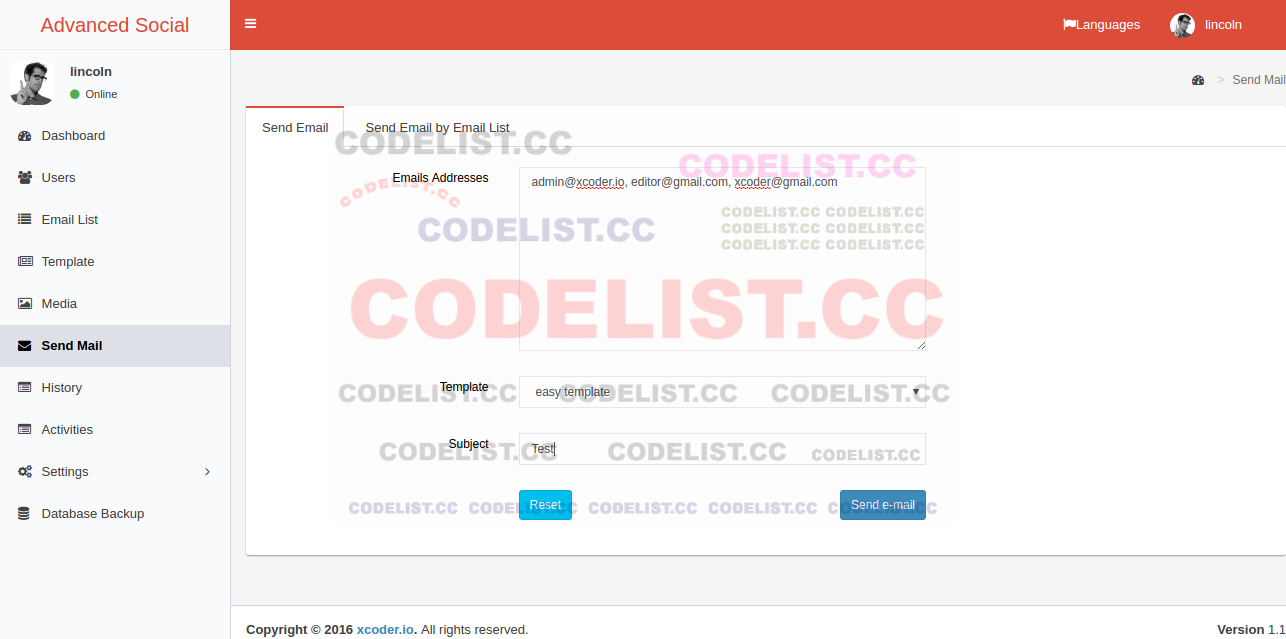 Advanced Social
Languages
lincoln
lincoln
Online
> Send Mail
Dashboard
Users
Email List
Template
Media
Send Mail
History
Activities
Settings
Database Backup
Send Email
Send Email by Email List
CODELIST.CC
CODELIST.CC
Emails Addresses
admin@xcoder.io, editor@gmail.com, xcoder@gmail.com
CODELIST.CC
CODELIST.CC
CODELIST.CC CODELIST.CC
CODELIST.CC CODELIST.CC
CODELIST.CC CODELIST.CC
CODELIST.CC
Template
easy template
CODELIST.CC CODELIST.CC CODELIST.CC
Subject
Test
CODELIST.CC CODELIST.CC CODELIST.CC
Reset
Send e-mail
CODELIST.CC CODELIST.CC CODELIST.CC CODELIST.CC CODELIST.CC
Copyright © 2016 xcoder.io. All rights reserved.
Version 1.1